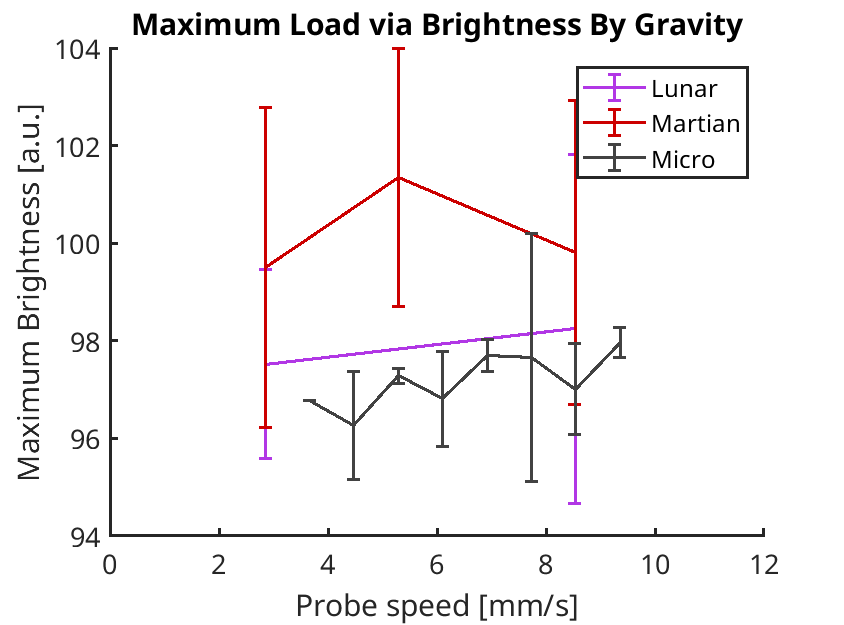 Maximum Load via Brightness By Gravity
104
102
100
98
96
94
Maximum Brightness [a.u.]
Lunar
Martian
Micro
0 2 4 6 8 10 12
Probe speed [mm/s]